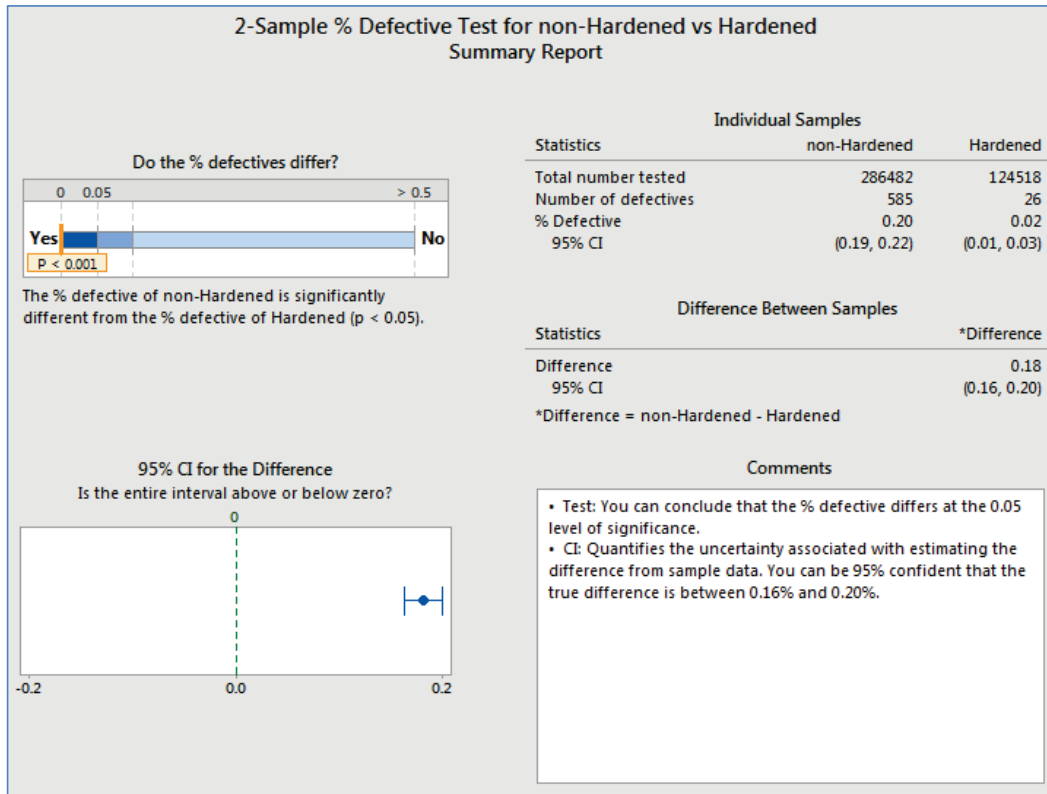 2-Sample % Defective Test for non-Hardened vs Hardened
Summary Report
Do the % defectives differ?
0 0.05 > 0.5
Yes No
P < 0.001
The % defective of non-Hardened is significantly
different from the % defective of Hardened (p < 0.05).
Individual Samples
Statistics non-Hardened Hardened
Total number tested 286482 124518
Number of defectives 585 26
% Defective 0.20 0.02
95% CI (0.19, 0.22) (0.01, 0.03)
Difference Between Samples
Statistics *Difference
Difference 0.18
95% CI (0.16, 0.20)
*Difference = non-Hardened - Hardened
95% CI for the Difference
Is the entire interval above or below zero?
0
-0.2 0.0 0.2
Comments
• Test: You can conclude that the % defective differs at the 0.05
level of significance.
• CI: Quantifies the uncertainty associated with estimating the
difference from sample data. You can be 95% confident that the
true difference is between 0.16% and 0.20%.